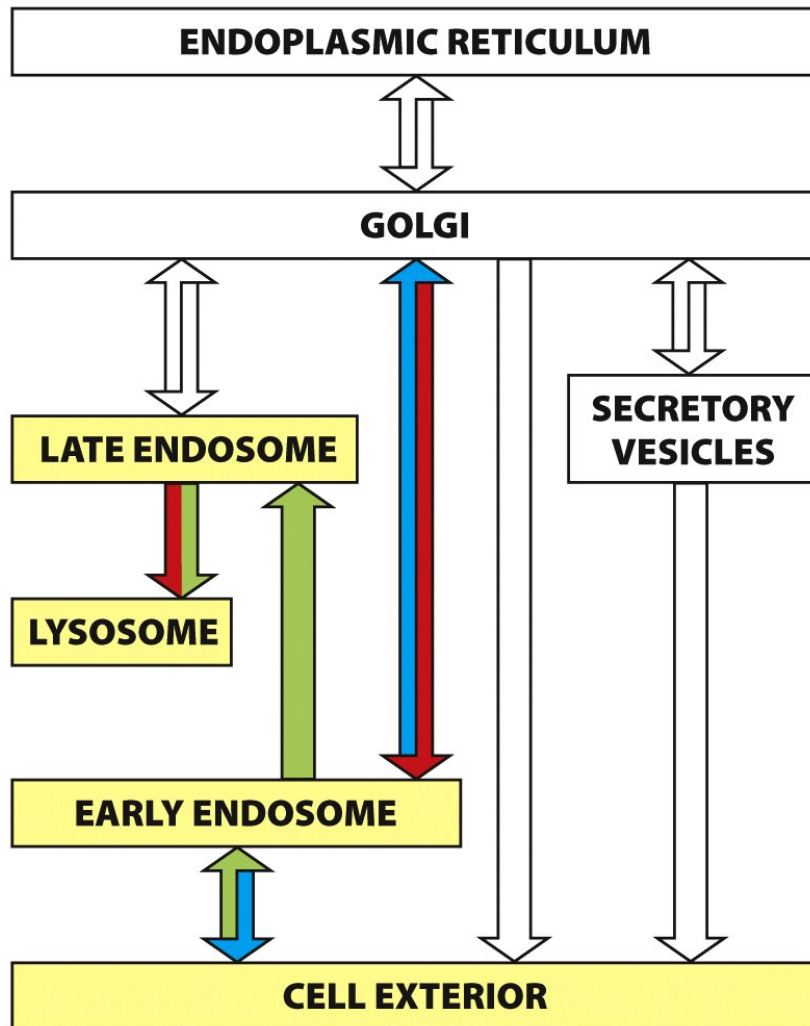 ENDOPLASMIC RETICULUM
GOLGI
LATE ENDOSOME
SECRETORY
VESICLES
LYSOSOME
EARLY ENDOSOME
CELL EXTERIOR